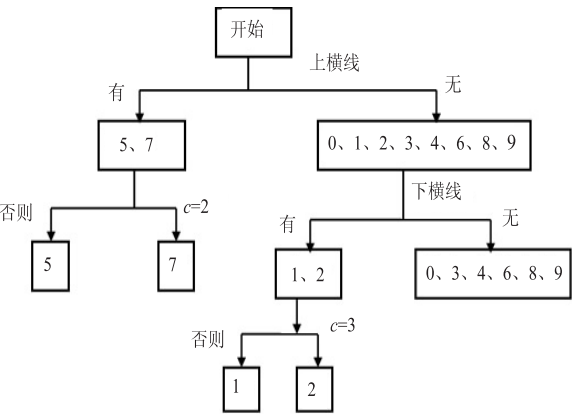 开始
上横线
有
无
5、7
0、1、2、3、4、6、8、9
否则
c=2
下横线
有
无
5
7
1、2
0、3、4、6、8、9
否则
c=3
1
2